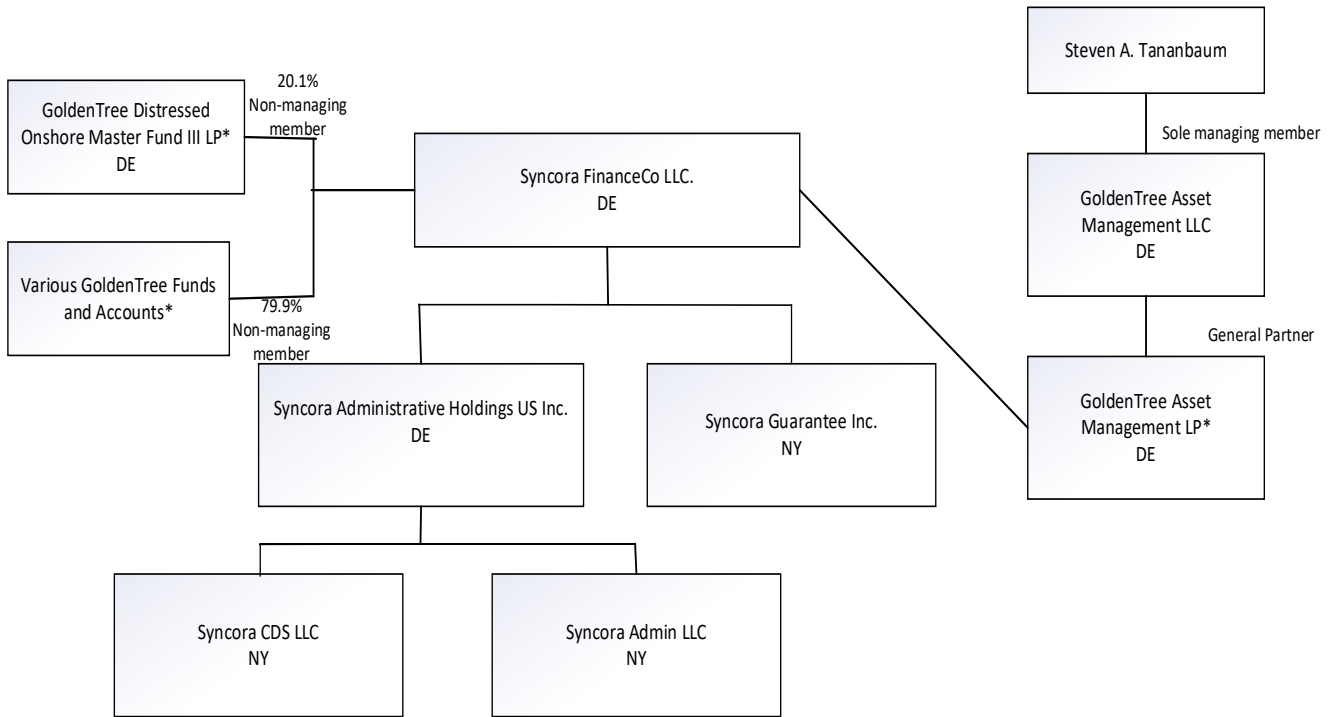 Steven A. Tananbaum
Sole managing member
GoldenTree Distressed
Onshore Master Fund III LP*
DE
20.1%
Non-managing
member
Syncora FinanceCo LLC.
DE
GoldenTree Asset
Management LLC
DE
Various GoldenTree Funds
and Accounts*
79.9%
Non-managing
member
General Partner
Syncora Administrative Holdings US Inc.
DE
Syncora Guarantee Inc.
NY
GoldenTree Asset
Management LP*
DE
Syncora CDS LLC
NY
Syncora Admin LLC
NY